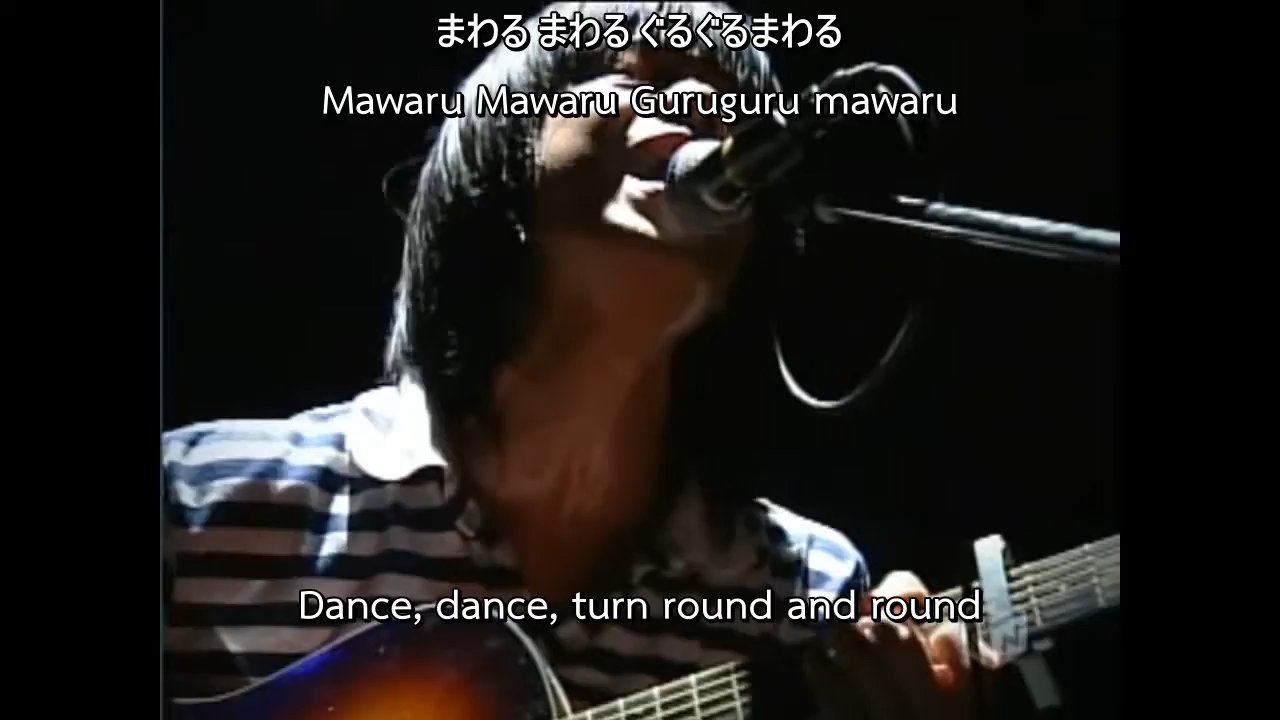 まわる まわる ぐるぐるまわる
Mawaru Mawaru Guruguru mawaru
Dance, dance, turn round and round